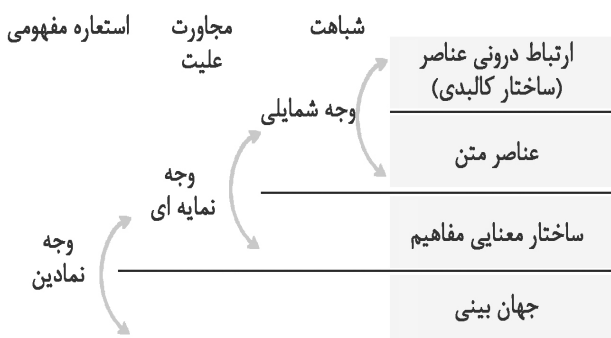 شباهت
مجاورت
علیت
استعاره مفهومی
ارتباط درونی عناصر
(ساختار کالبدی)
وجه شمایلی
عناصر متن
وجه
نمایه ای
ساختار معنایی مفاهیم
وجه
نمادین
جهان بینی